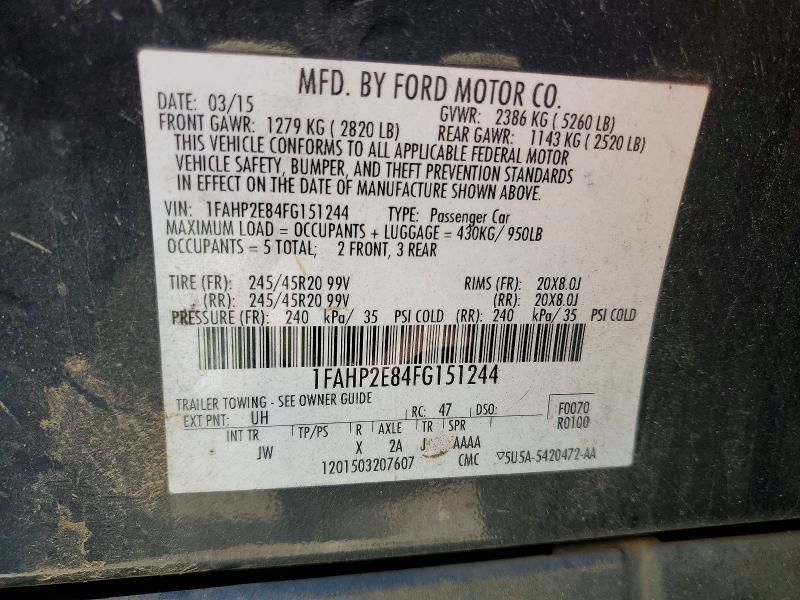 MFD. BY FORD MOTOR CO.
DATE: 03/15
GVWR: 2386 KG ( 5260 LB)
FRONT GAWR: 1279 KG ( 2820 LB)
REAR GAWR: 1143 KG ( 2520 LB)
THIS VEHICLE CONFORMS TO ALL APPLICABLE FEDERAL MOTOR
VEHICLE SAFETY, BUMPER, AND THEFT PREVENTION STANDARDS
IN EFFECT ON THE DATE OF MANUFACTURE SHOWN ABOVE.
VIN: 1FAHP2E84FG151244 TYPE: Passenger Car
MAXIMUM LOAD = OCCUPANTS + LUGGAGE = 430KG/ 950LB
OCCUPANTS = 5 TOTAL; 2 FRONT, 3 REAR
TIRE (FR): 245/45R20 99V RIMS (FR): 20X8.0J
(RR): 245/45R20 99V (RR): 20X8.0J
PRESSURE (FR): 240 kPa/ 35 PSI COLD (RR): 240 kPa/ 35 PSI COLD
1FAHP2E84FG151244
TRAILER TOWING - SEE OWNER GUIDE
EXT PNT: UH RC: 47 DSO: F0070
R0100
INT TR TP/PS R AXLE TR SPR
JW X 2A J AAAA
1201503207607 CMC ▽5U5A-5420472-AA